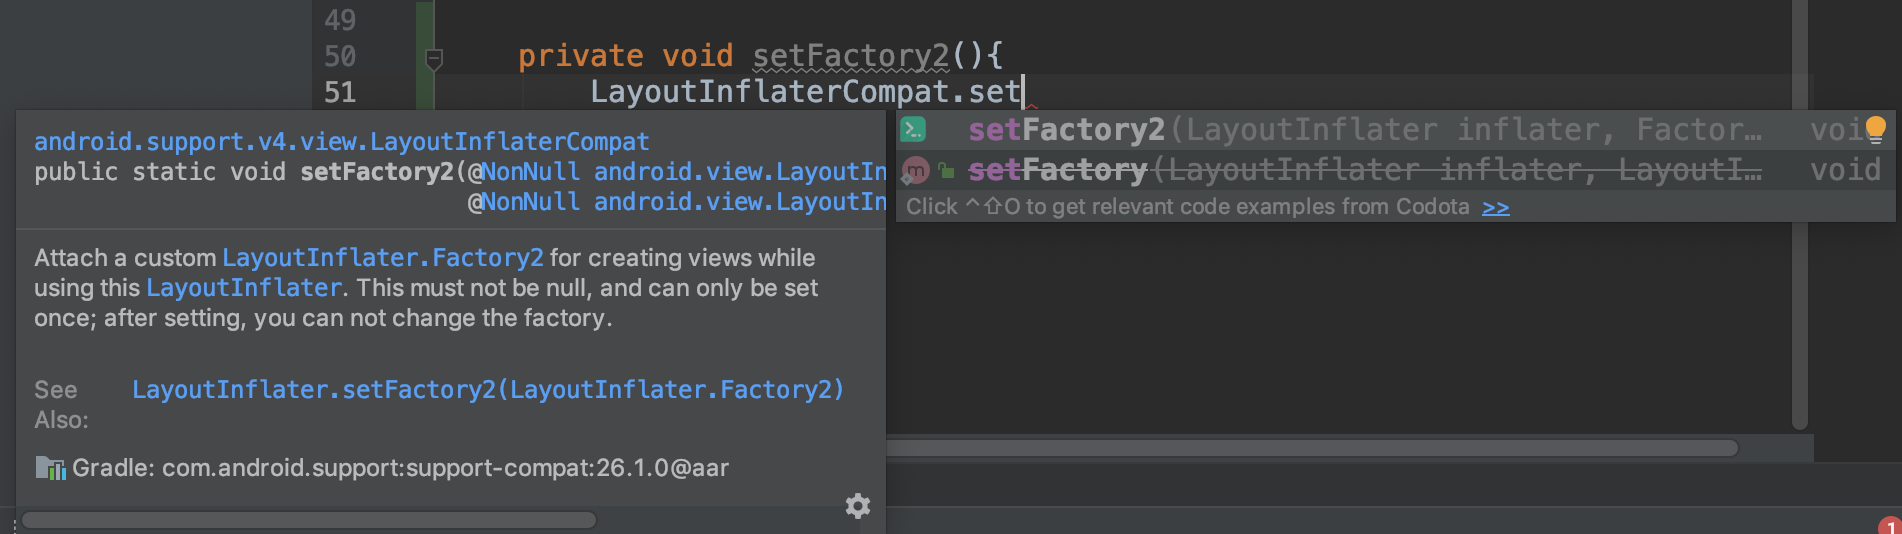 49
50 private void setFactory2(){
51 LayoutInflaterCompat.set
android.support.v4.view.LayoutInflaterCompat
public static void setFactory2(@NonNull android.view.LayoutIn
@NonNull android.view.LayoutIn
Attach a custom LayoutInflater.Factory2 for creating views while
using this LayoutInflater. This must not be null, and can only be set
once; after setting, you can not change the factory.
See LayoutInflater.setFactory2(LayoutInflater.Factory2)
Also:
Gradle: com.android.support:support-compat:26.1.0@aar
setFactory2(LayoutInflater inflater, Factor… void
m setFactory(LayoutInflater inflater, LayoutI… void
Click ^⇧O to get relevant code examples from Codota >>
1